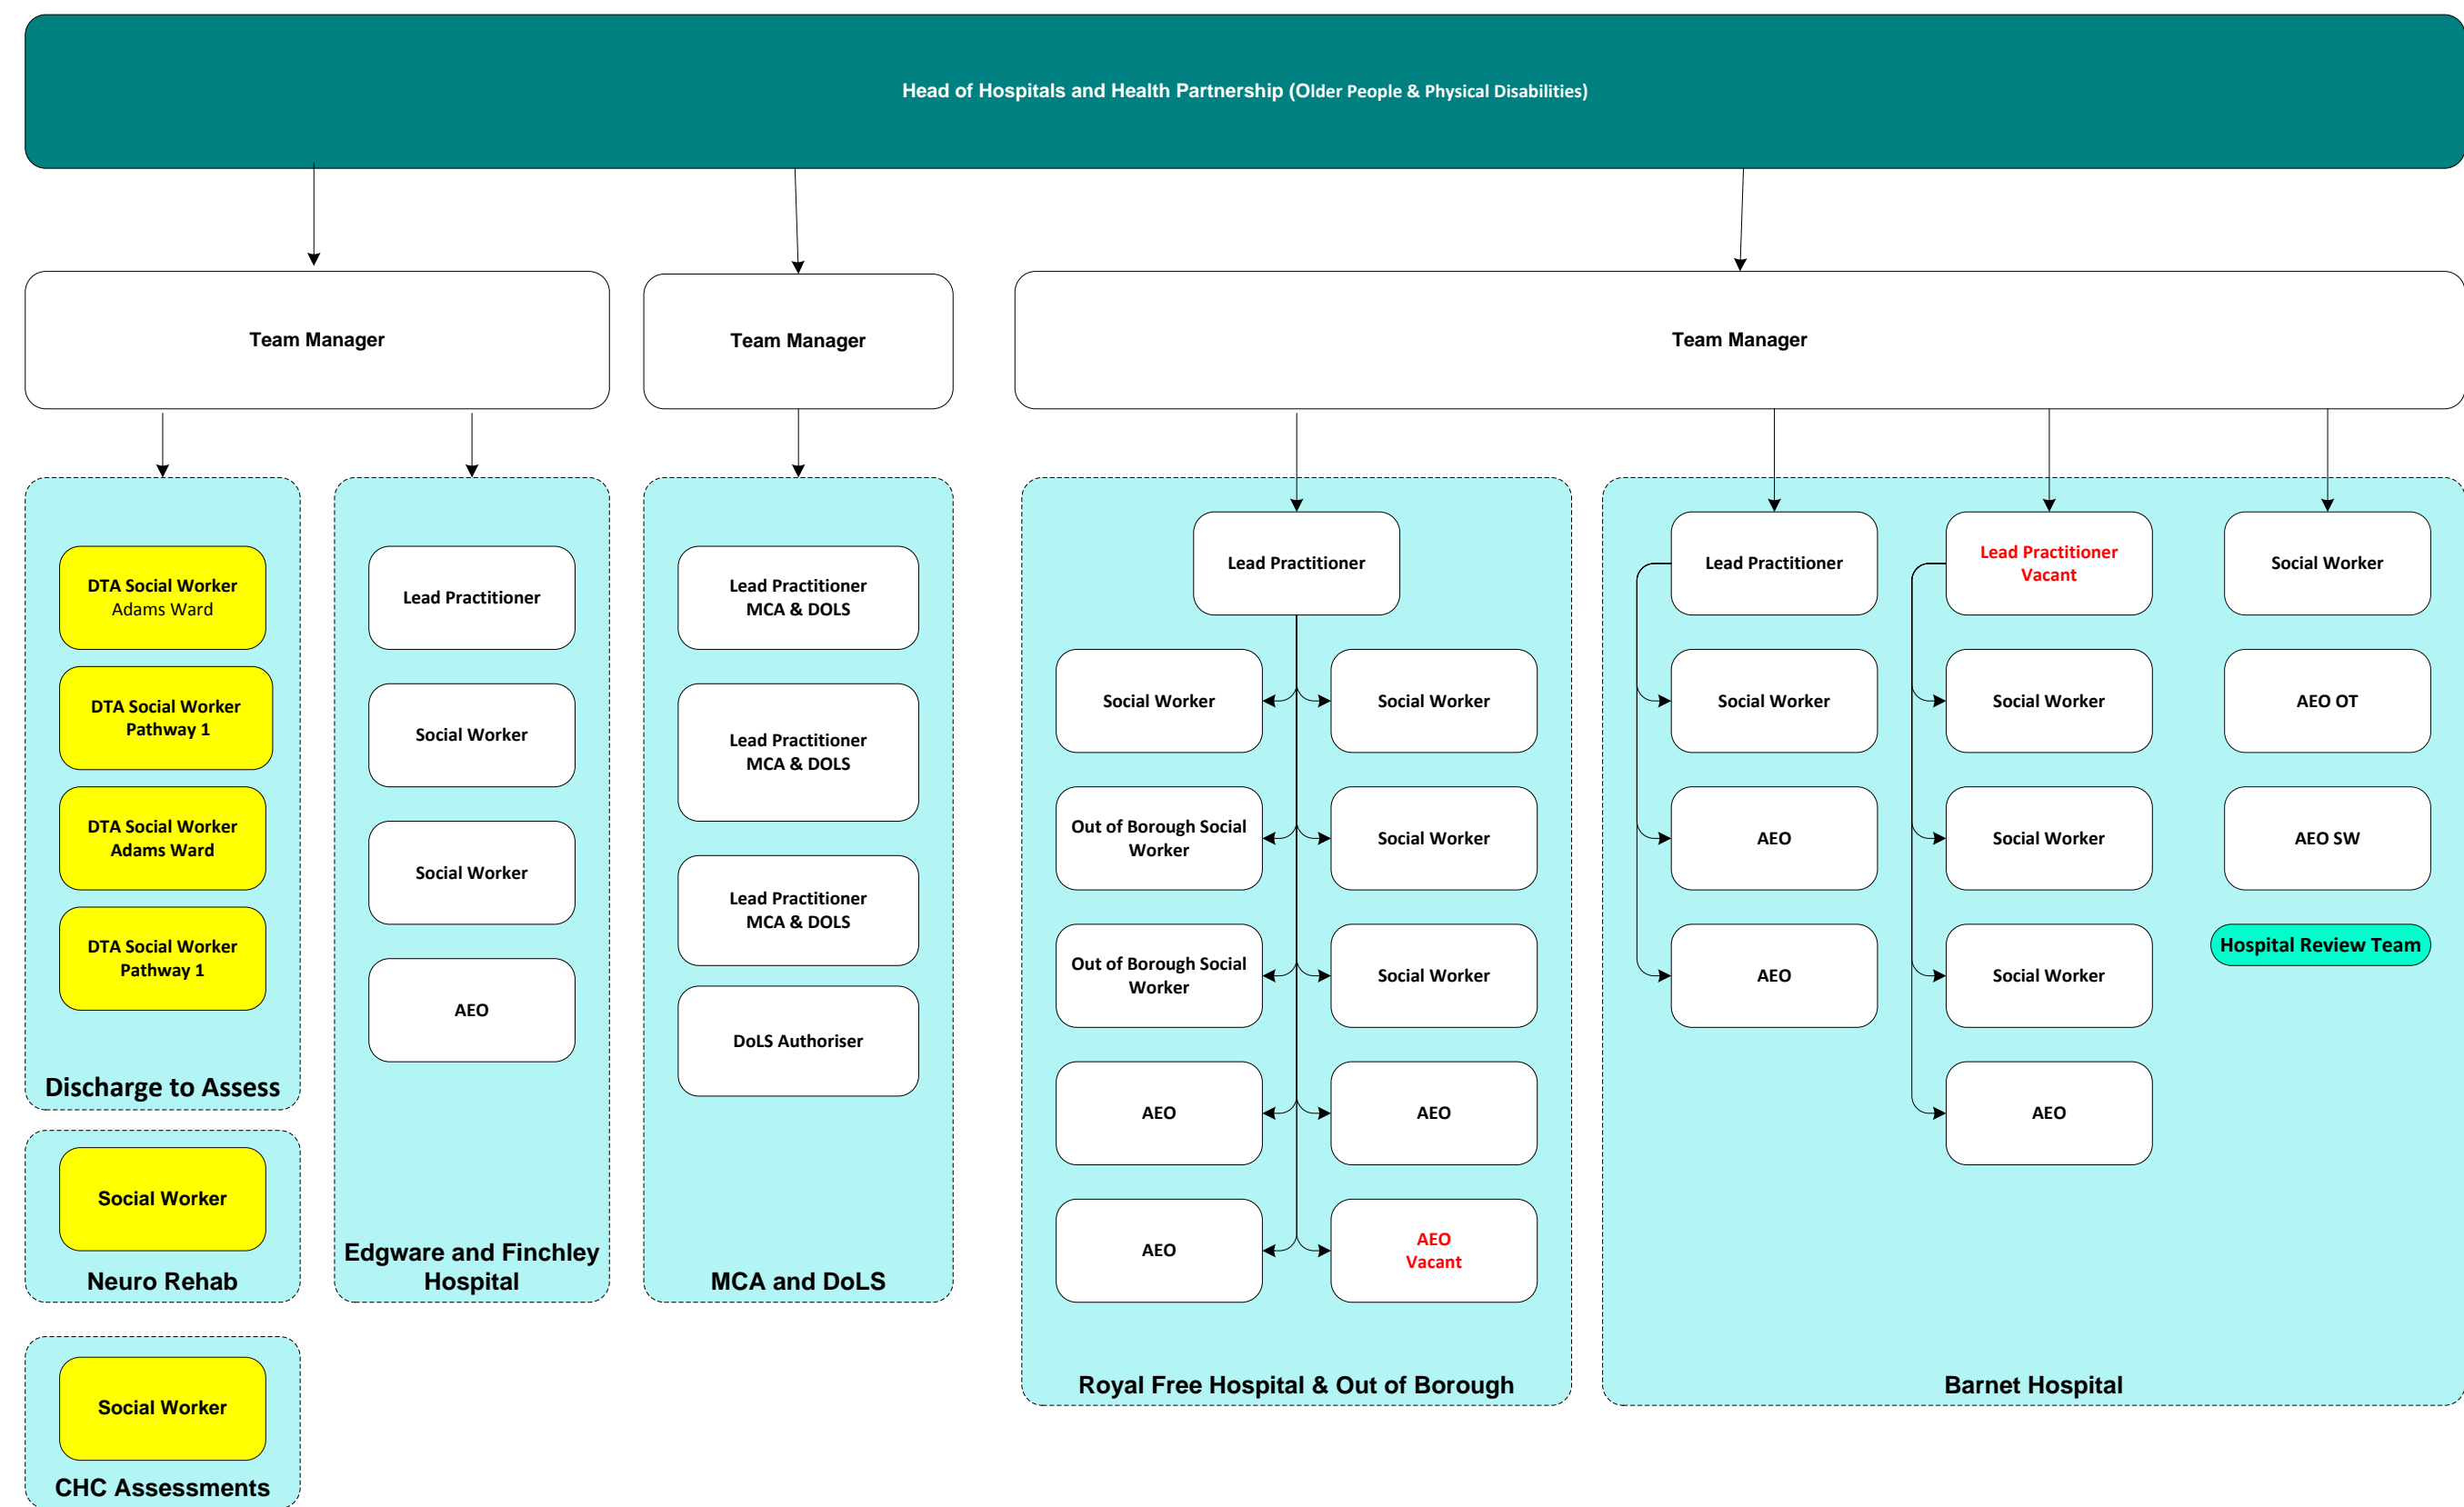 Head of Hospitals and Health Partnership (Older People & Physical Disabilities)
Team Manager
Team Manager
Team Manager
DTA Social Worker
Adams Ward
DTA Social Worker
Pathway 1
DTA Social Worker
Adams Ward
DTA Social Worker
Pathway 1
Discharge to Assess
Social Worker
Neuro Rehab
Social Worker
CHC Assessments
Lead Practitioner
Social Worker
Social Worker
AEO
Edgware and Finchley
Hospital
Lead Practitioner
MCA & DOLS
Lead Practitioner
MCA & DOLS
Lead Practitioner
MCA & DOLS
DoLS Authoriser
MCA and DoLS
Lead Practitioner
Social Worker
Social Worker
Out of Borough Social
Worker
Social Worker
Out of Borough Social
Worker
Social Worker
AEO
AEO
AEO
AEO
Vacant
Royal Free Hospital & Out of Borough
Lead Practitioner
Social Worker
AEO
AEO
Lead Practitioner
Vacant
Social Worker
Social Worker
Social Worker
AEO
Social Worker
AEO OT
AEO SW
Hospital Review Team
Barnet Hospital